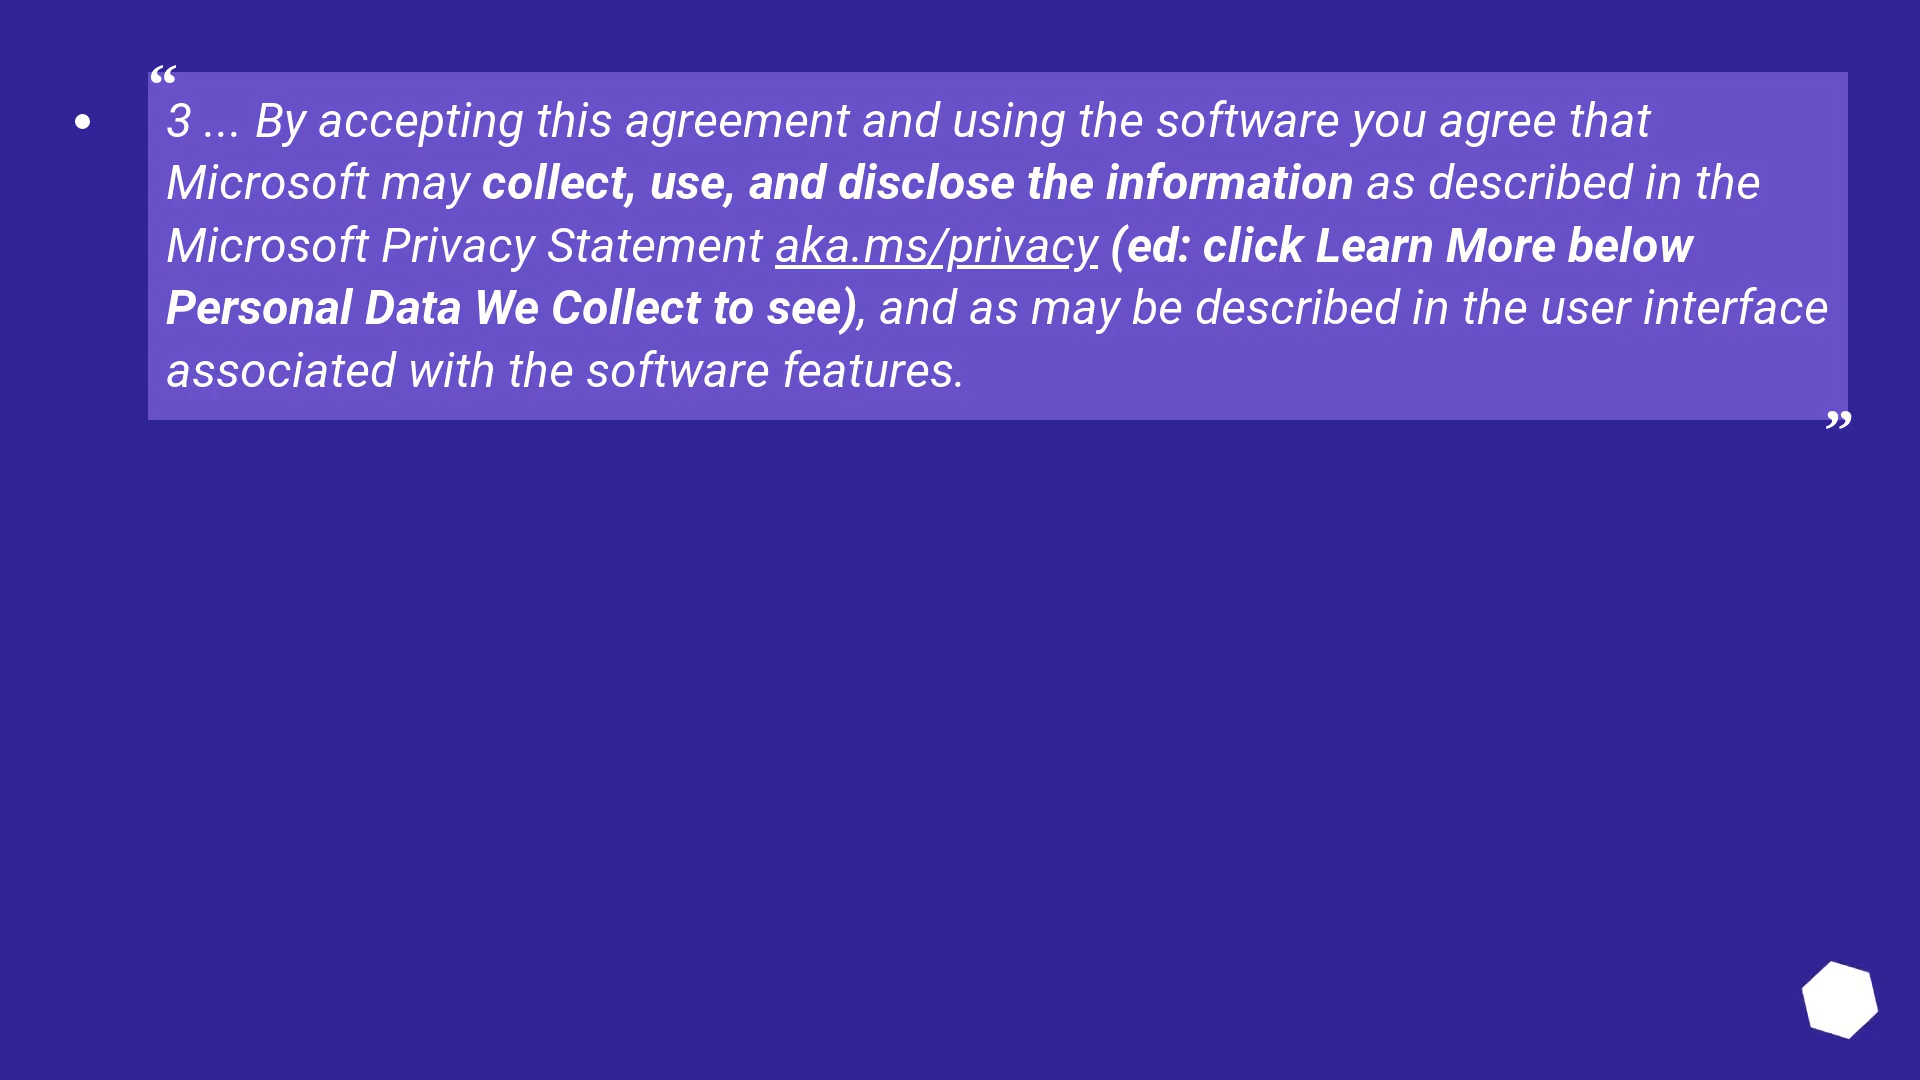 “
• 3 ... By accepting this agreement and using the software you agree that
Microsoft may collect, use, and disclose the information as described in the
Microsoft Privacy Statement aka.ms/privacy (ed: click Learn More below
Personal Data We Collect to see), and as may be described in the user interface
associated with the software features.
”